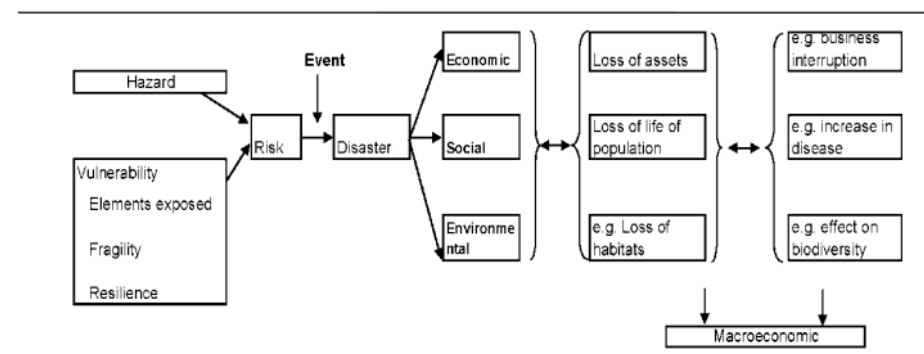 Hazard
Vulnerability
Elements exposed
Fragility
Resilience
Risk
Event
Disaster
Economic
Social
Environme
ntal
Loss of assets
Loss of life of
population
e.g. Loss of
habitats
e.g. business
interruption
e.g. increase in
disease
e.g. effect on
biodiversity
Macroeconomic